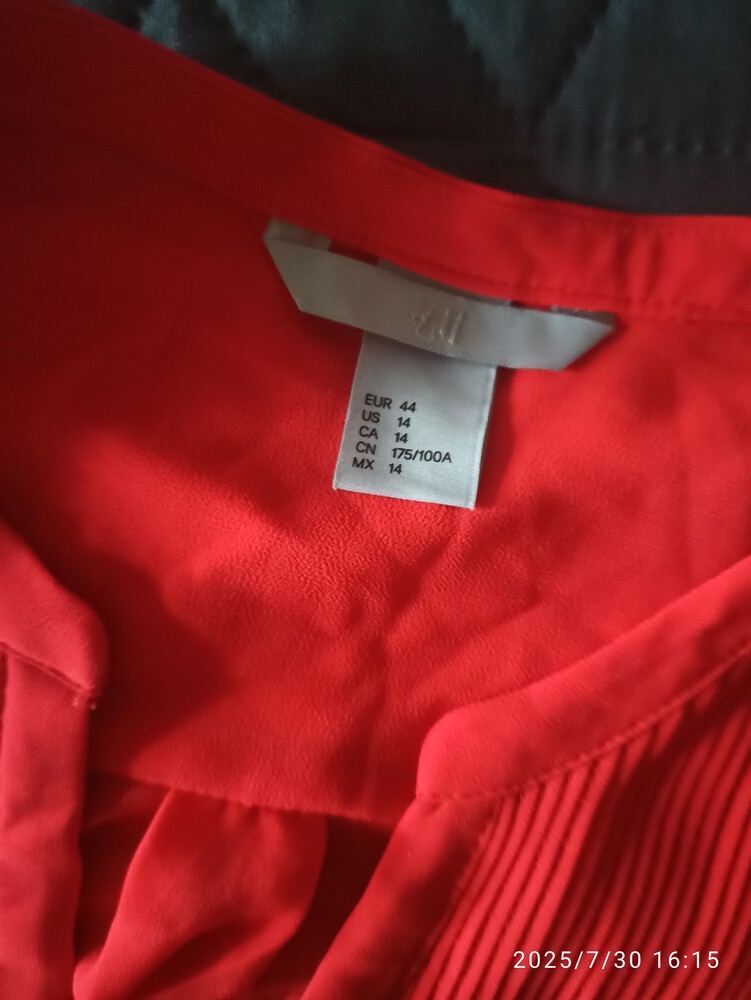 H&M
EUR 44
US 14
CA 14
CN 175/100A
MX 14
2025/7/30 16:15